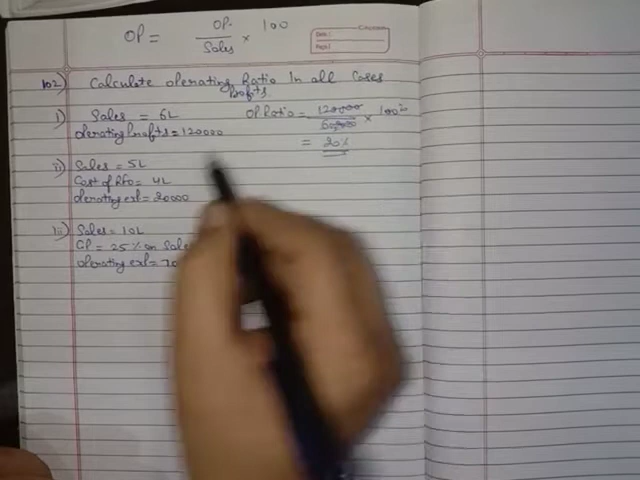 OP = OP. / Sales × 100
102) Calculate Operating Ratio In all Cases
Profits
i) Sales = 6L
OP Ratio = 120000 / 600000 × 100
Operating Profits = 120000
= 20%
ii) Sales = 5L
Cost of RFO = 4L
Operating exp = 20000
iii) Sales = 10L
GP = 25% on Sales
Operating exp = 70